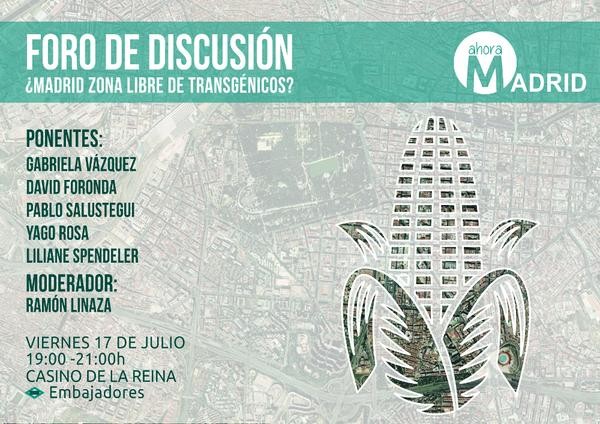 FORO DE DISCUSIÓN
¿MADRID ZONA LIBRE DE TRANSGÉNICOS?
ahora
MADRID
PONENTES:
GABRIELA VÁZQUEZ
DAVID FORONDA
PABLO SALUSTEGUI
YAGO ROSA
LILIANE SPENDELER
MODERADOR:
RAMÓN LINAZA
VIERNES 17 DE JULIO
19:00 -21:00h
CASINO DE LA REINA
Embajadores